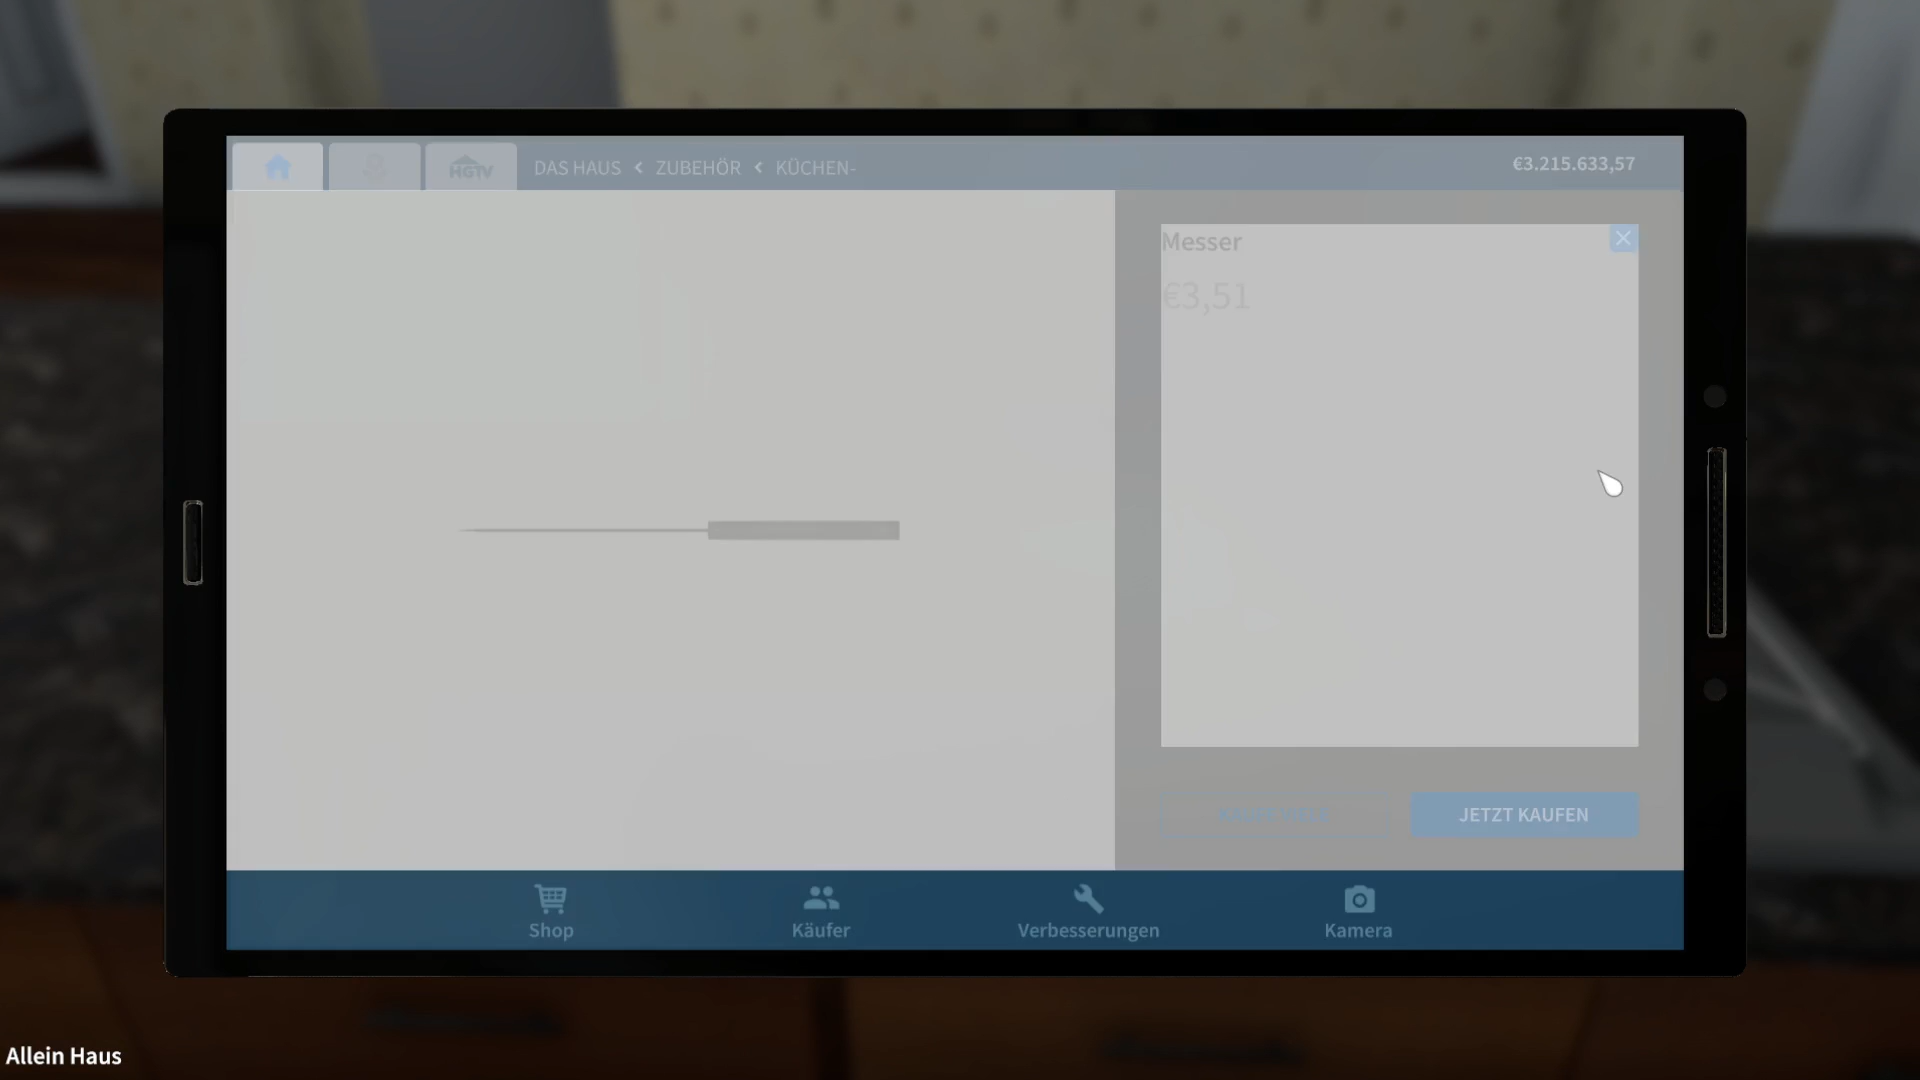 HGTV
DAS HAUS < ZUBEHÖR < KÜCHEN-
€3.215.633,57
Messer
€3,51
JETZT KAUFEN
Shop
Käufer
Verbesserungen
Kamera
Allein Haus